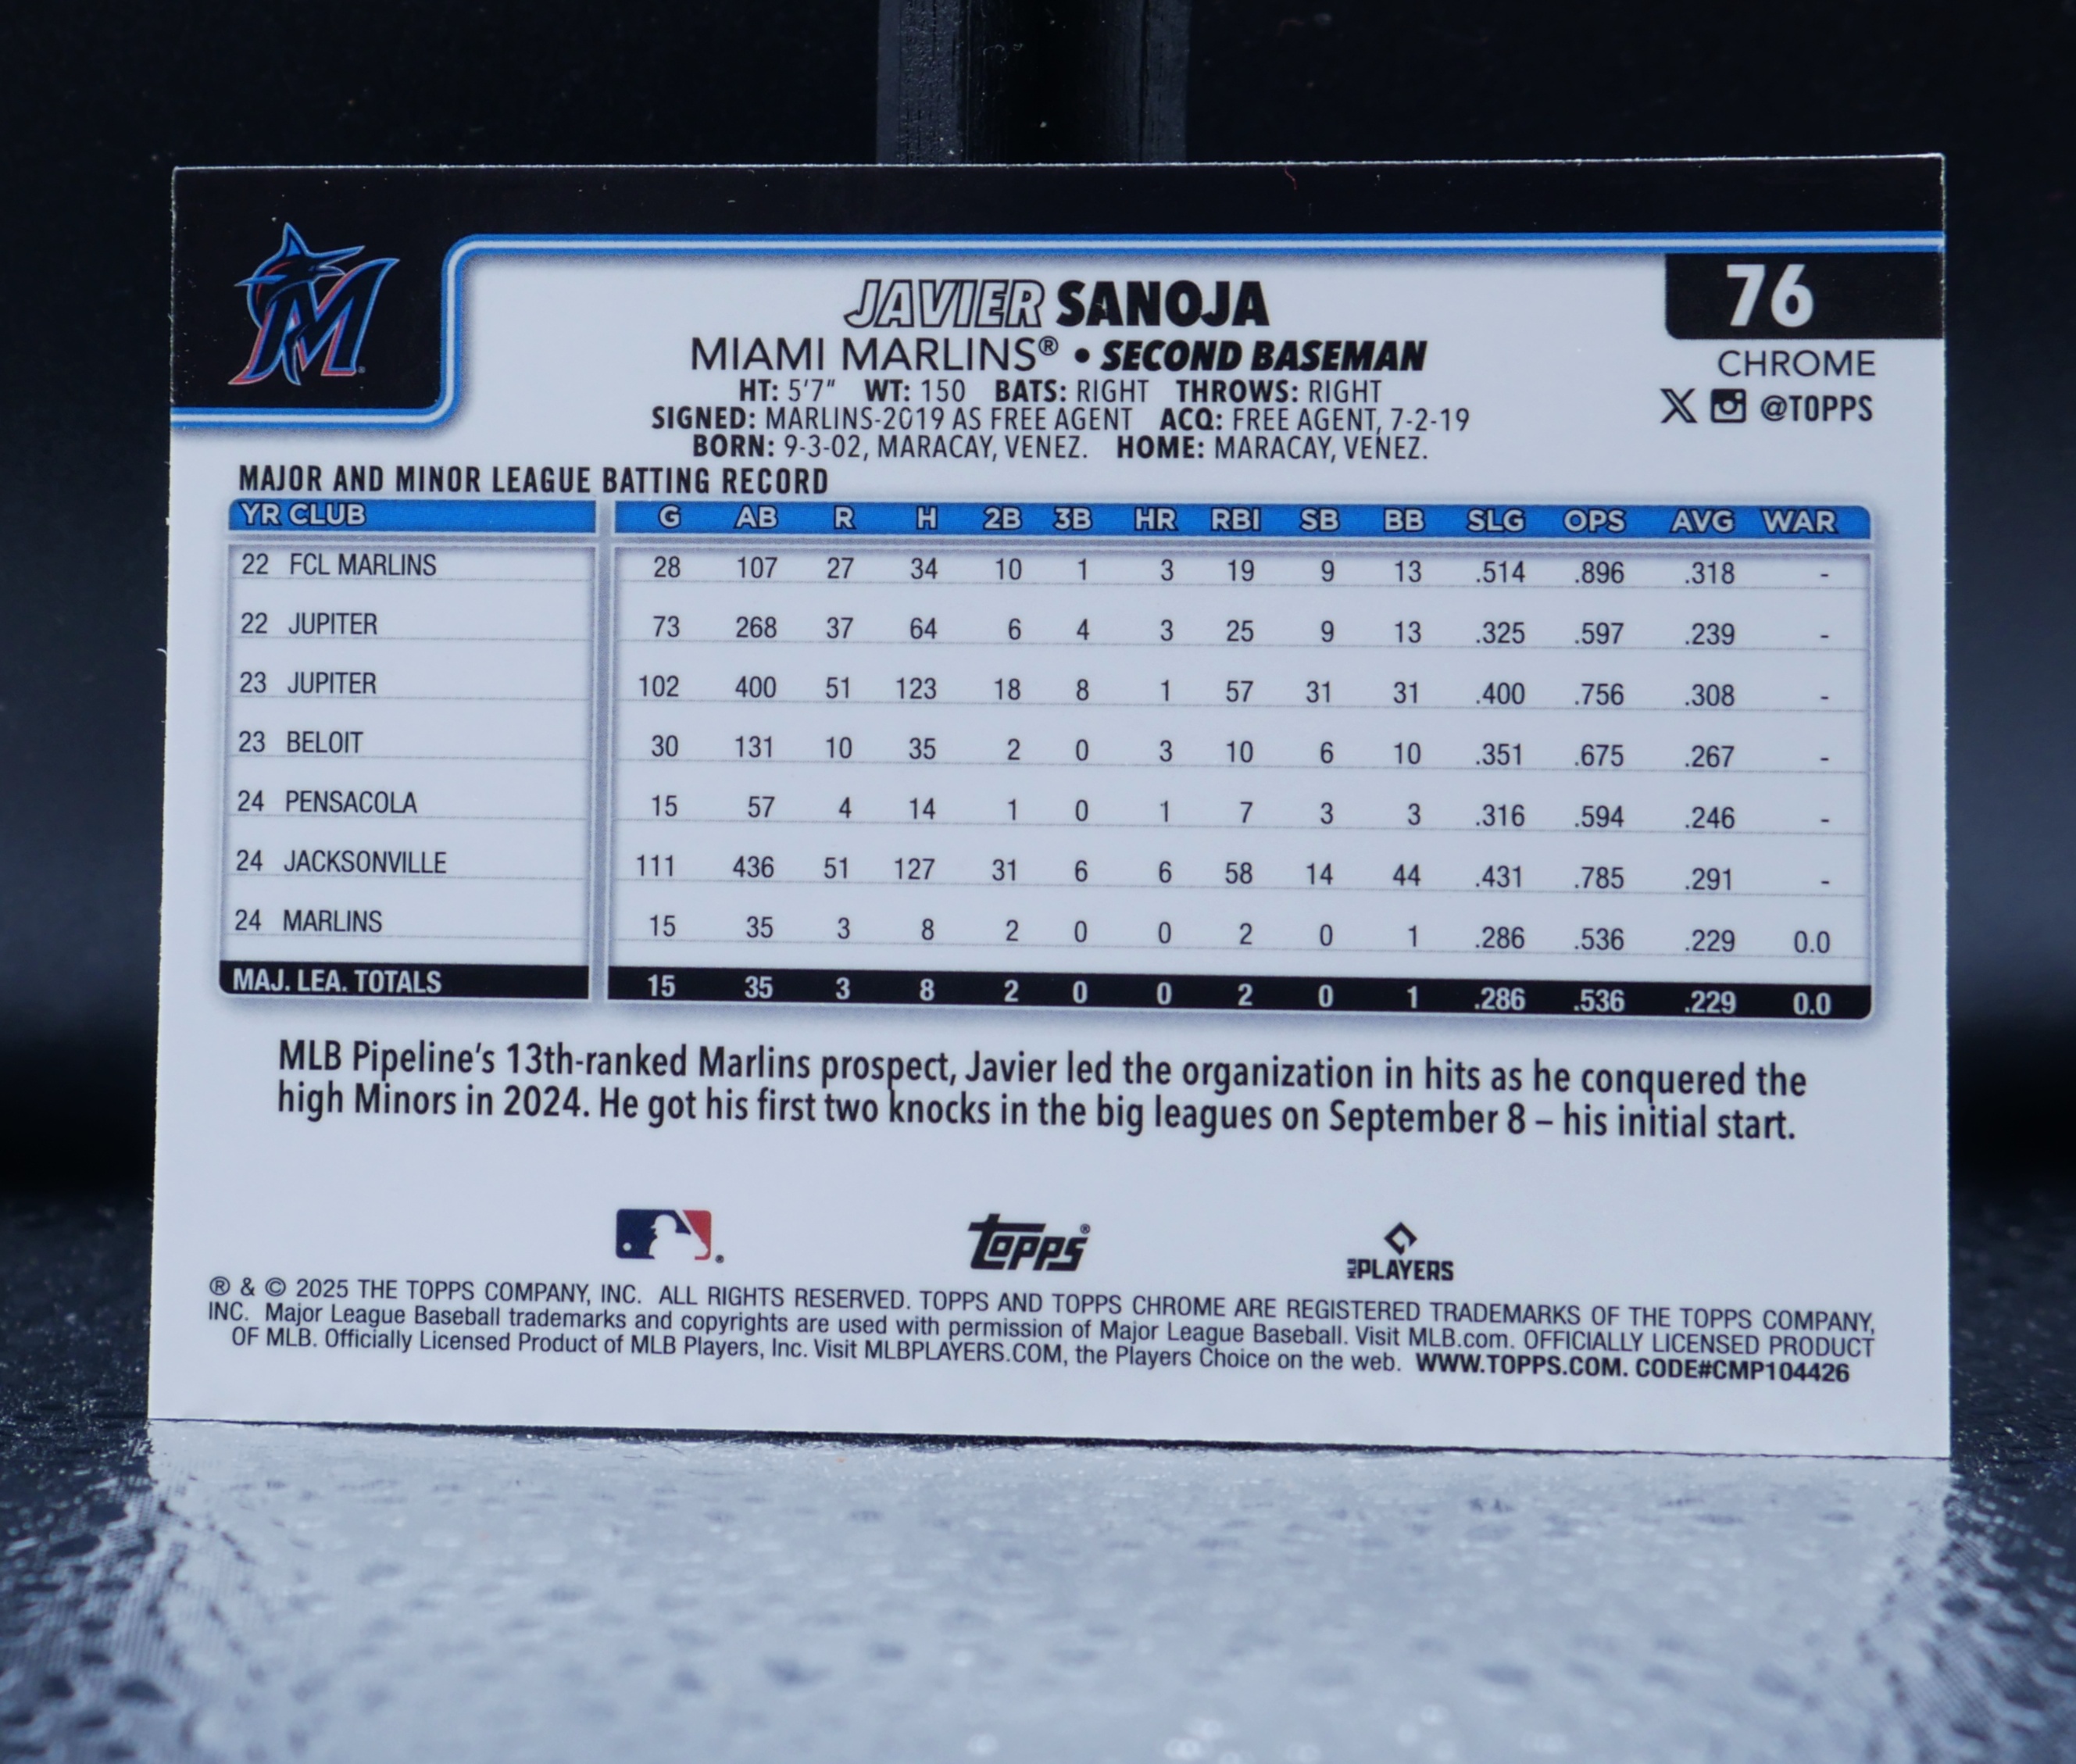 JAVIER SANOJA
76
MIAMI MARLINS® • SECOND BASEMAN
CHROME
HT: 5'7" WT: 150 BATS: RIGHT THROWS: RIGHT
@TOPPS
SIGNED: MARLINS-2019 AS FREE AGENT ACQ: FREE AGENT, 7-2-19
BORN: 9-3-02, MARACAY, VENEZ. HOME: MARACAY, VENEZ.
MAJOR AND MINOR LEAGUE BATTING RECORD
YR CLUB G AB R H 2B 3B HR RBI SB BB SLG OPS AVG WAR
22 FCL MARLINS 28 107 27 34 10 1 3 19 9 13 .514 .896 .318 -
22 JUPITER 73 268 37 64 6 4 3 25 9 13 .325 .597 .239 -
23 JUPITER 102 400 51 123 18 8 1 57 31 31 .400 .756 .308 -
23 BELOIT 30 131 10 35 2 0 3 10 6 10 .351 .675 .267 -
24 PENSACOLA 15 57 4 14 1 0 1 7 3 3 .316 .594 .246 -
24 JACKSONVILLE 111 436 51 127 31 6 6 58 14 44 .431 .785 .291 -
24 MARLINS 15 35 3 8 2 0 0 2 0 1 .286 .536 .229 0.0
MAJ. LEA. TOTALS 15 35 3 8 2 0 0 2 0 1 .286 .536 .229 0.0
MLB Pipeline's 13th-ranked Marlins prospect, Javier led the organization in hits as he conquered the
high Minors in 2024. He got his first two knocks in the big leagues on September 8 – his initial start.
Topps®
MLB PLAYERS
® & © 2025 THE TOPPS COMPANY, INC. ALL RIGHTS RESERVED. TOPPS AND TOPPS CHROME ARE REGISTERED TRADEMARKS OF THE TOPPS COMPANY,
INC. Major League Baseball trademarks and copyrights are used with permission of Major League Baseball. Visit MLB.com. OFFICIALLY LICENSED PRODUCT
OF MLB. Officially Licensed Product of MLB Players, Inc. Visit MLBPLAYERS.COM, the Players Choice on the web. WWW.TOPPS.COM. CODE#CMP104426